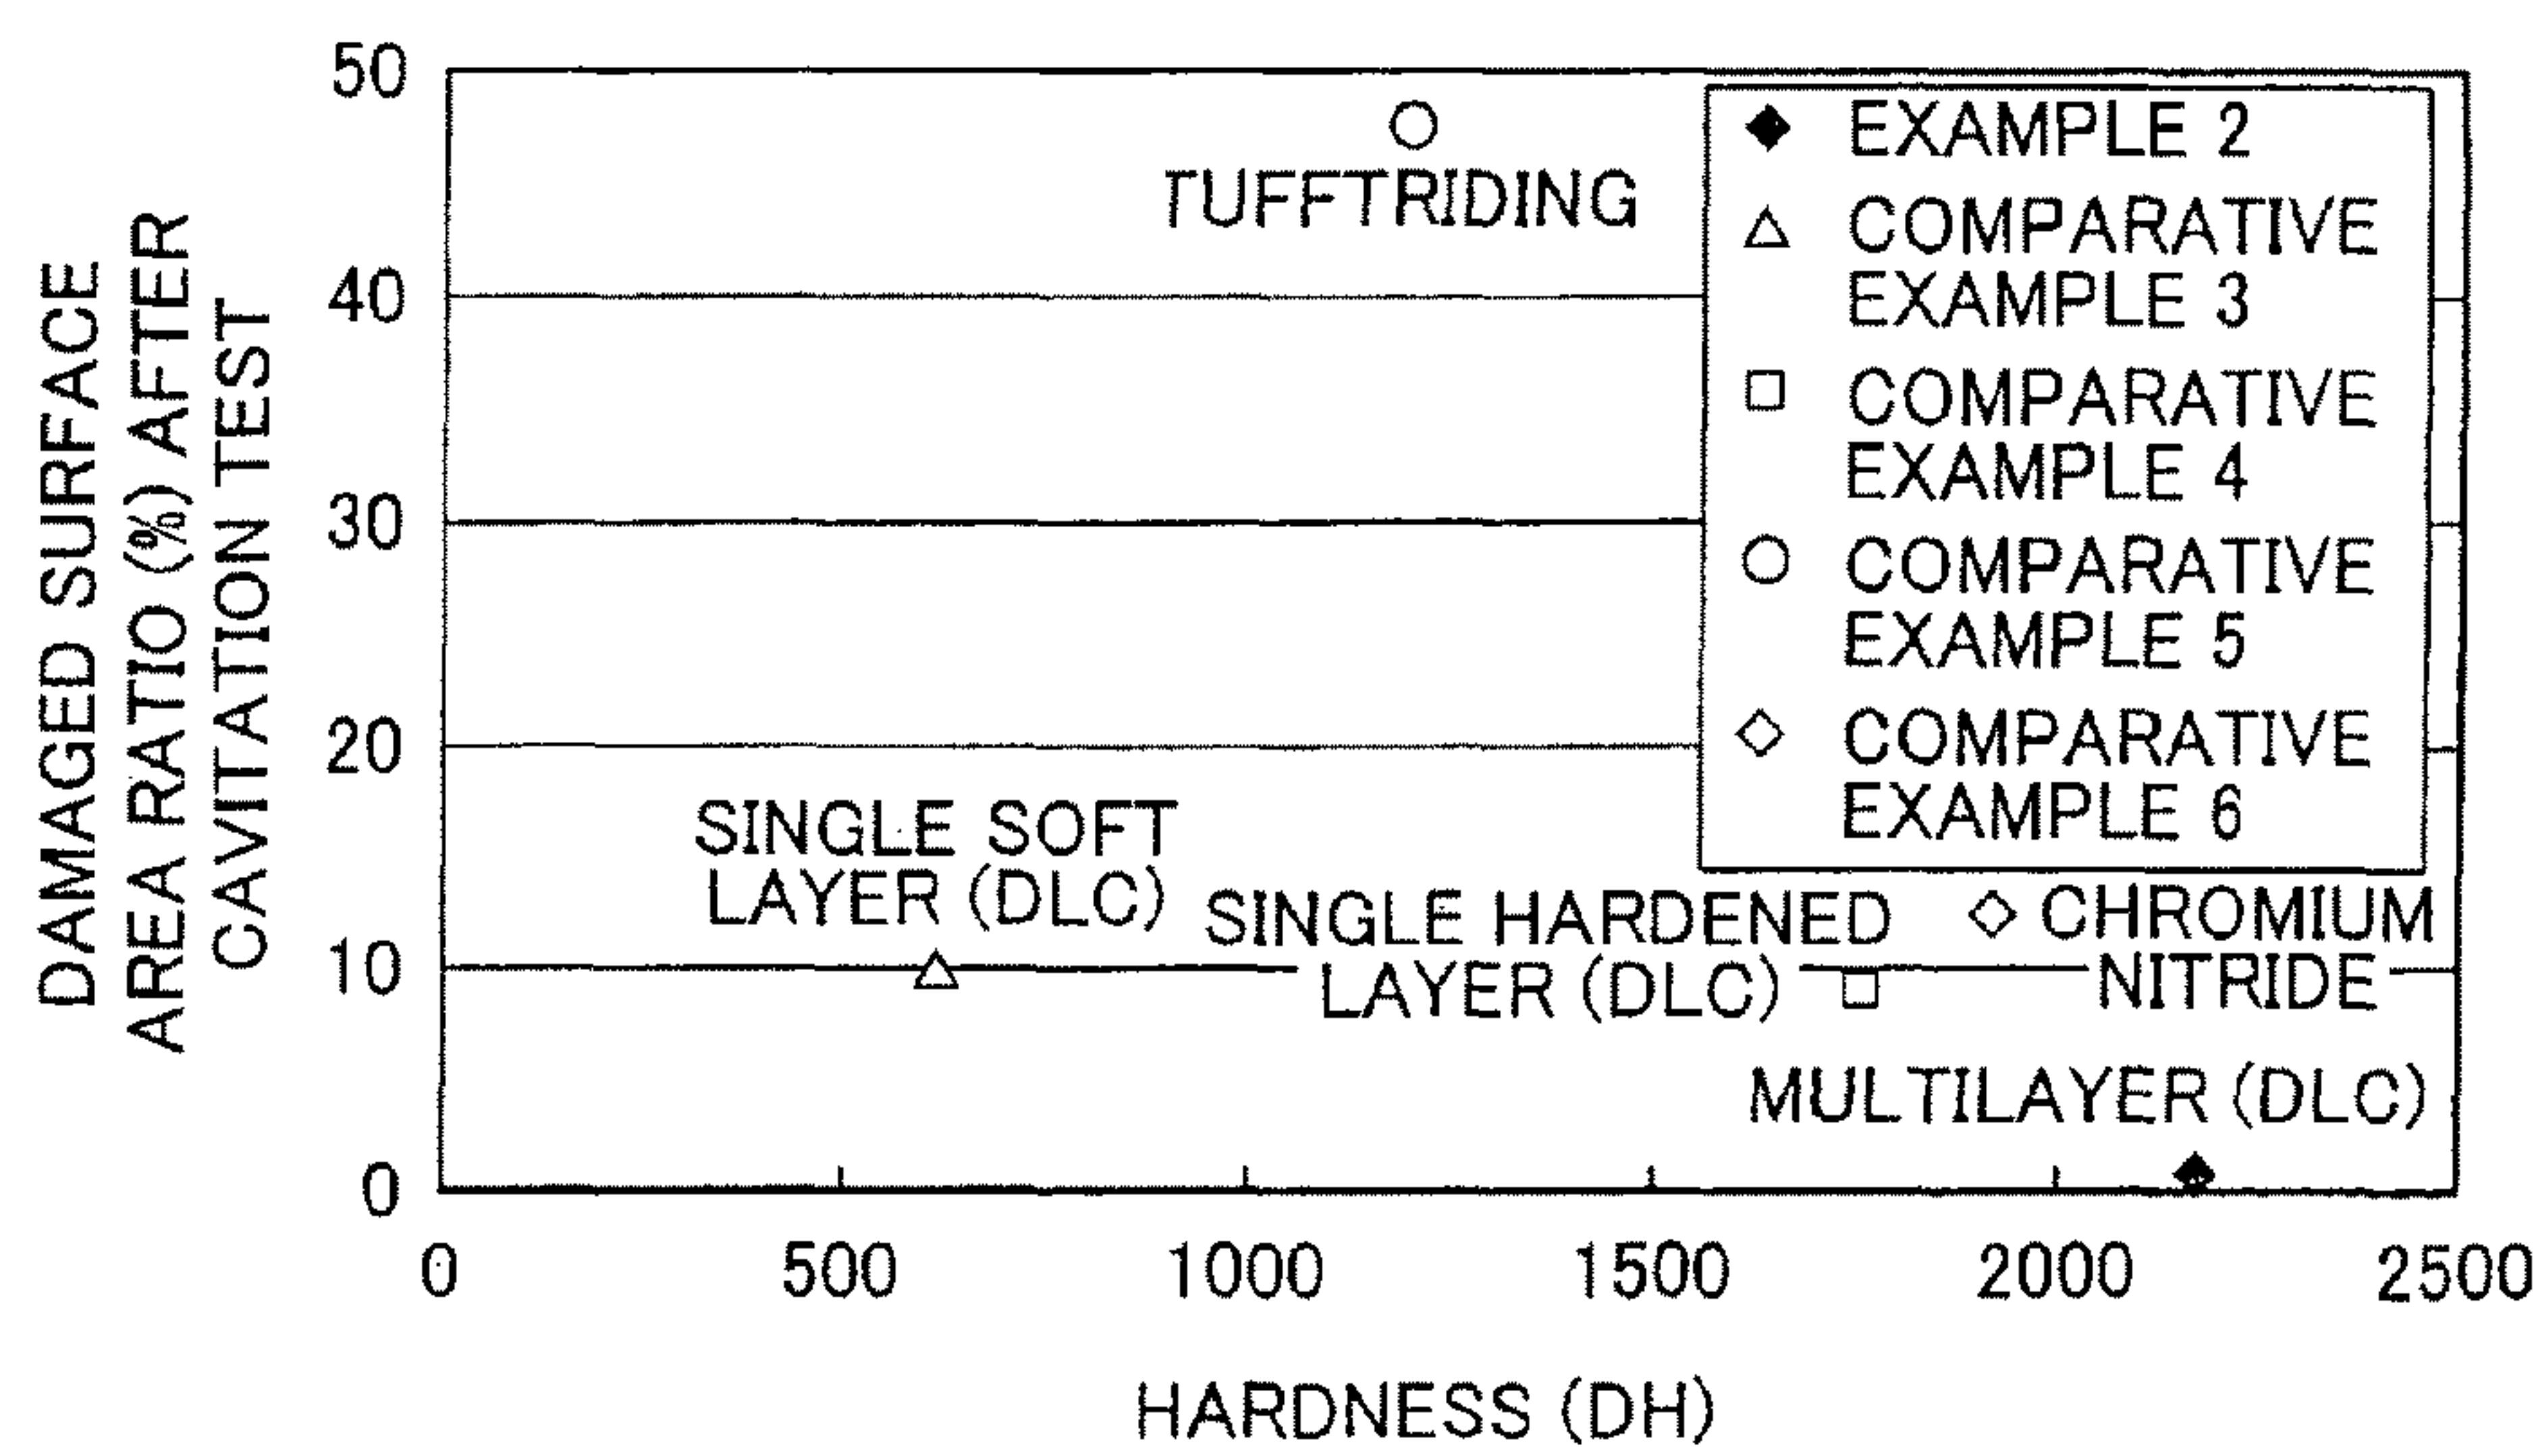 DAMAGED SURFACE
AREA RATIO (%) AFTER
CAVITATION TEST
50
40
30
20
10
0
0
500
1000
1500
2000
2500
HARDNESS (DH)
TUFFTRIDING
SINGLE SOFT
LAYER (DLC)
SINGLE HARDENED
LAYER (DLC)
CHROMIUM
NITRIDE
MULTILAYER (DLC)
EXAMPLE 2
COMPARATIVE
EXAMPLE 3
COMPARATIVE
EXAMPLE 4
COMPARATIVE
EXAMPLE 5
COMPARATIVE
EXAMPLE 6